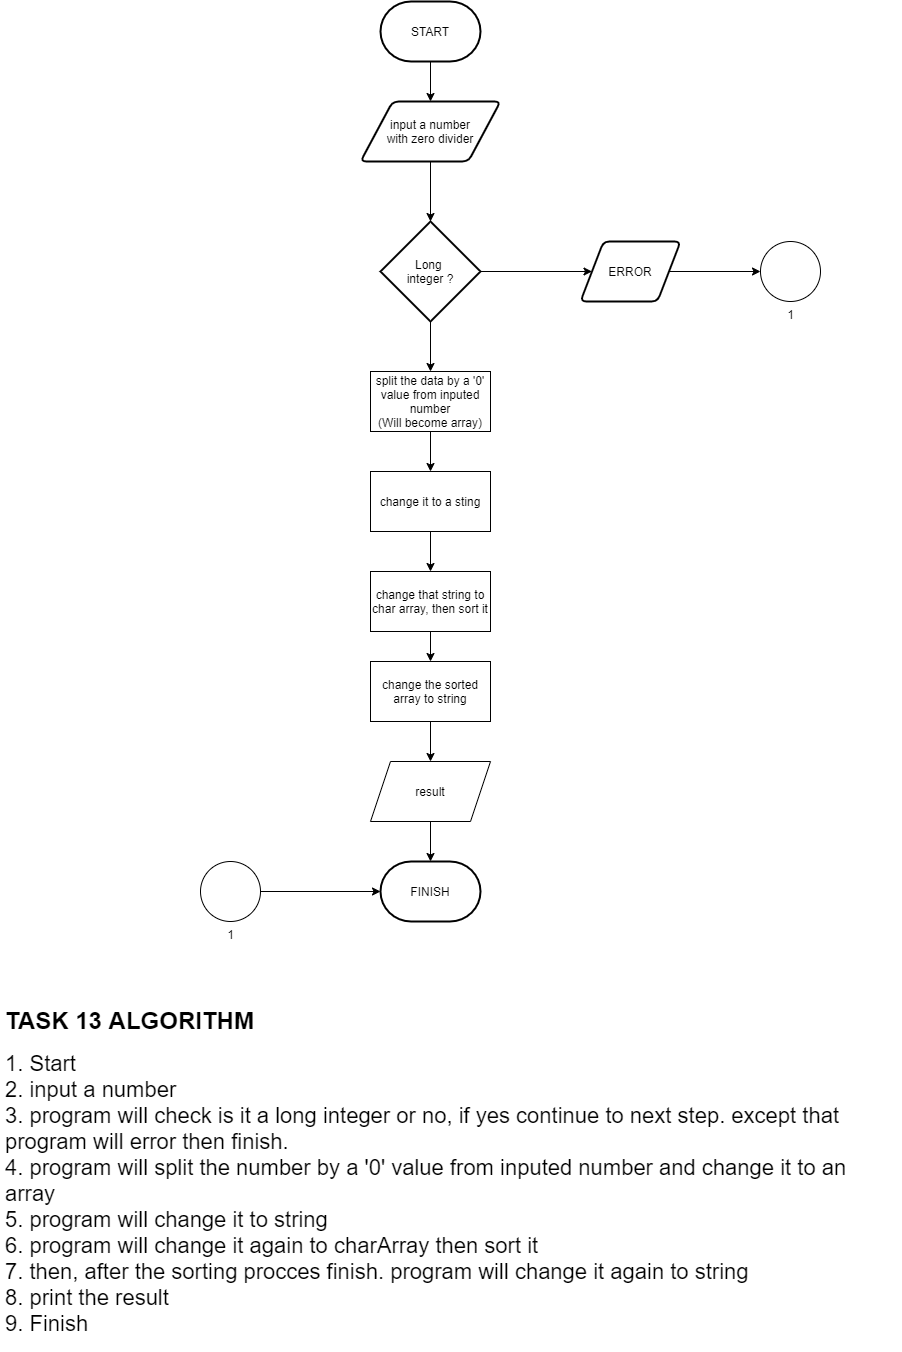 START
input a number
with zero divider
Long
integer ?
ERROR
1
split the data by a '0'
value from inputed
number
(Will become array)
change it to a sting
change that string to
char array, then sort it
change the sorted
array to string
result
FINISH
1
TASK 13 ALGORITHM
1. Start
2. input a number
3. program will check is it a long integer or no, if yes continue to next step. except that
program will error then finish.
4. program will split the number by a '0' value from inputed number and change it to an
array
5. program will change it to string
6. program will change it again to charArray then sort it
7. then, after the sorting procces finish. program will change it again to string
8. print the result
9. Finish